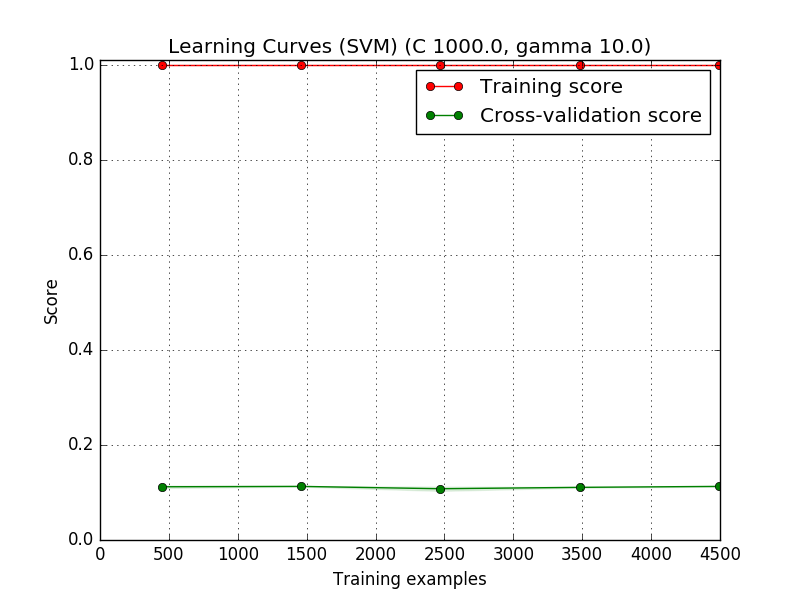 Learning Curves (SVM) (C 1000.0, gamma 10.0)
Training score
Cross-validation score
1.0
0.8
0.6
0.4
0.2
0.0
Score
0 500 1000 1500 2000 2500 3000 3500 4000 4500
Training examples